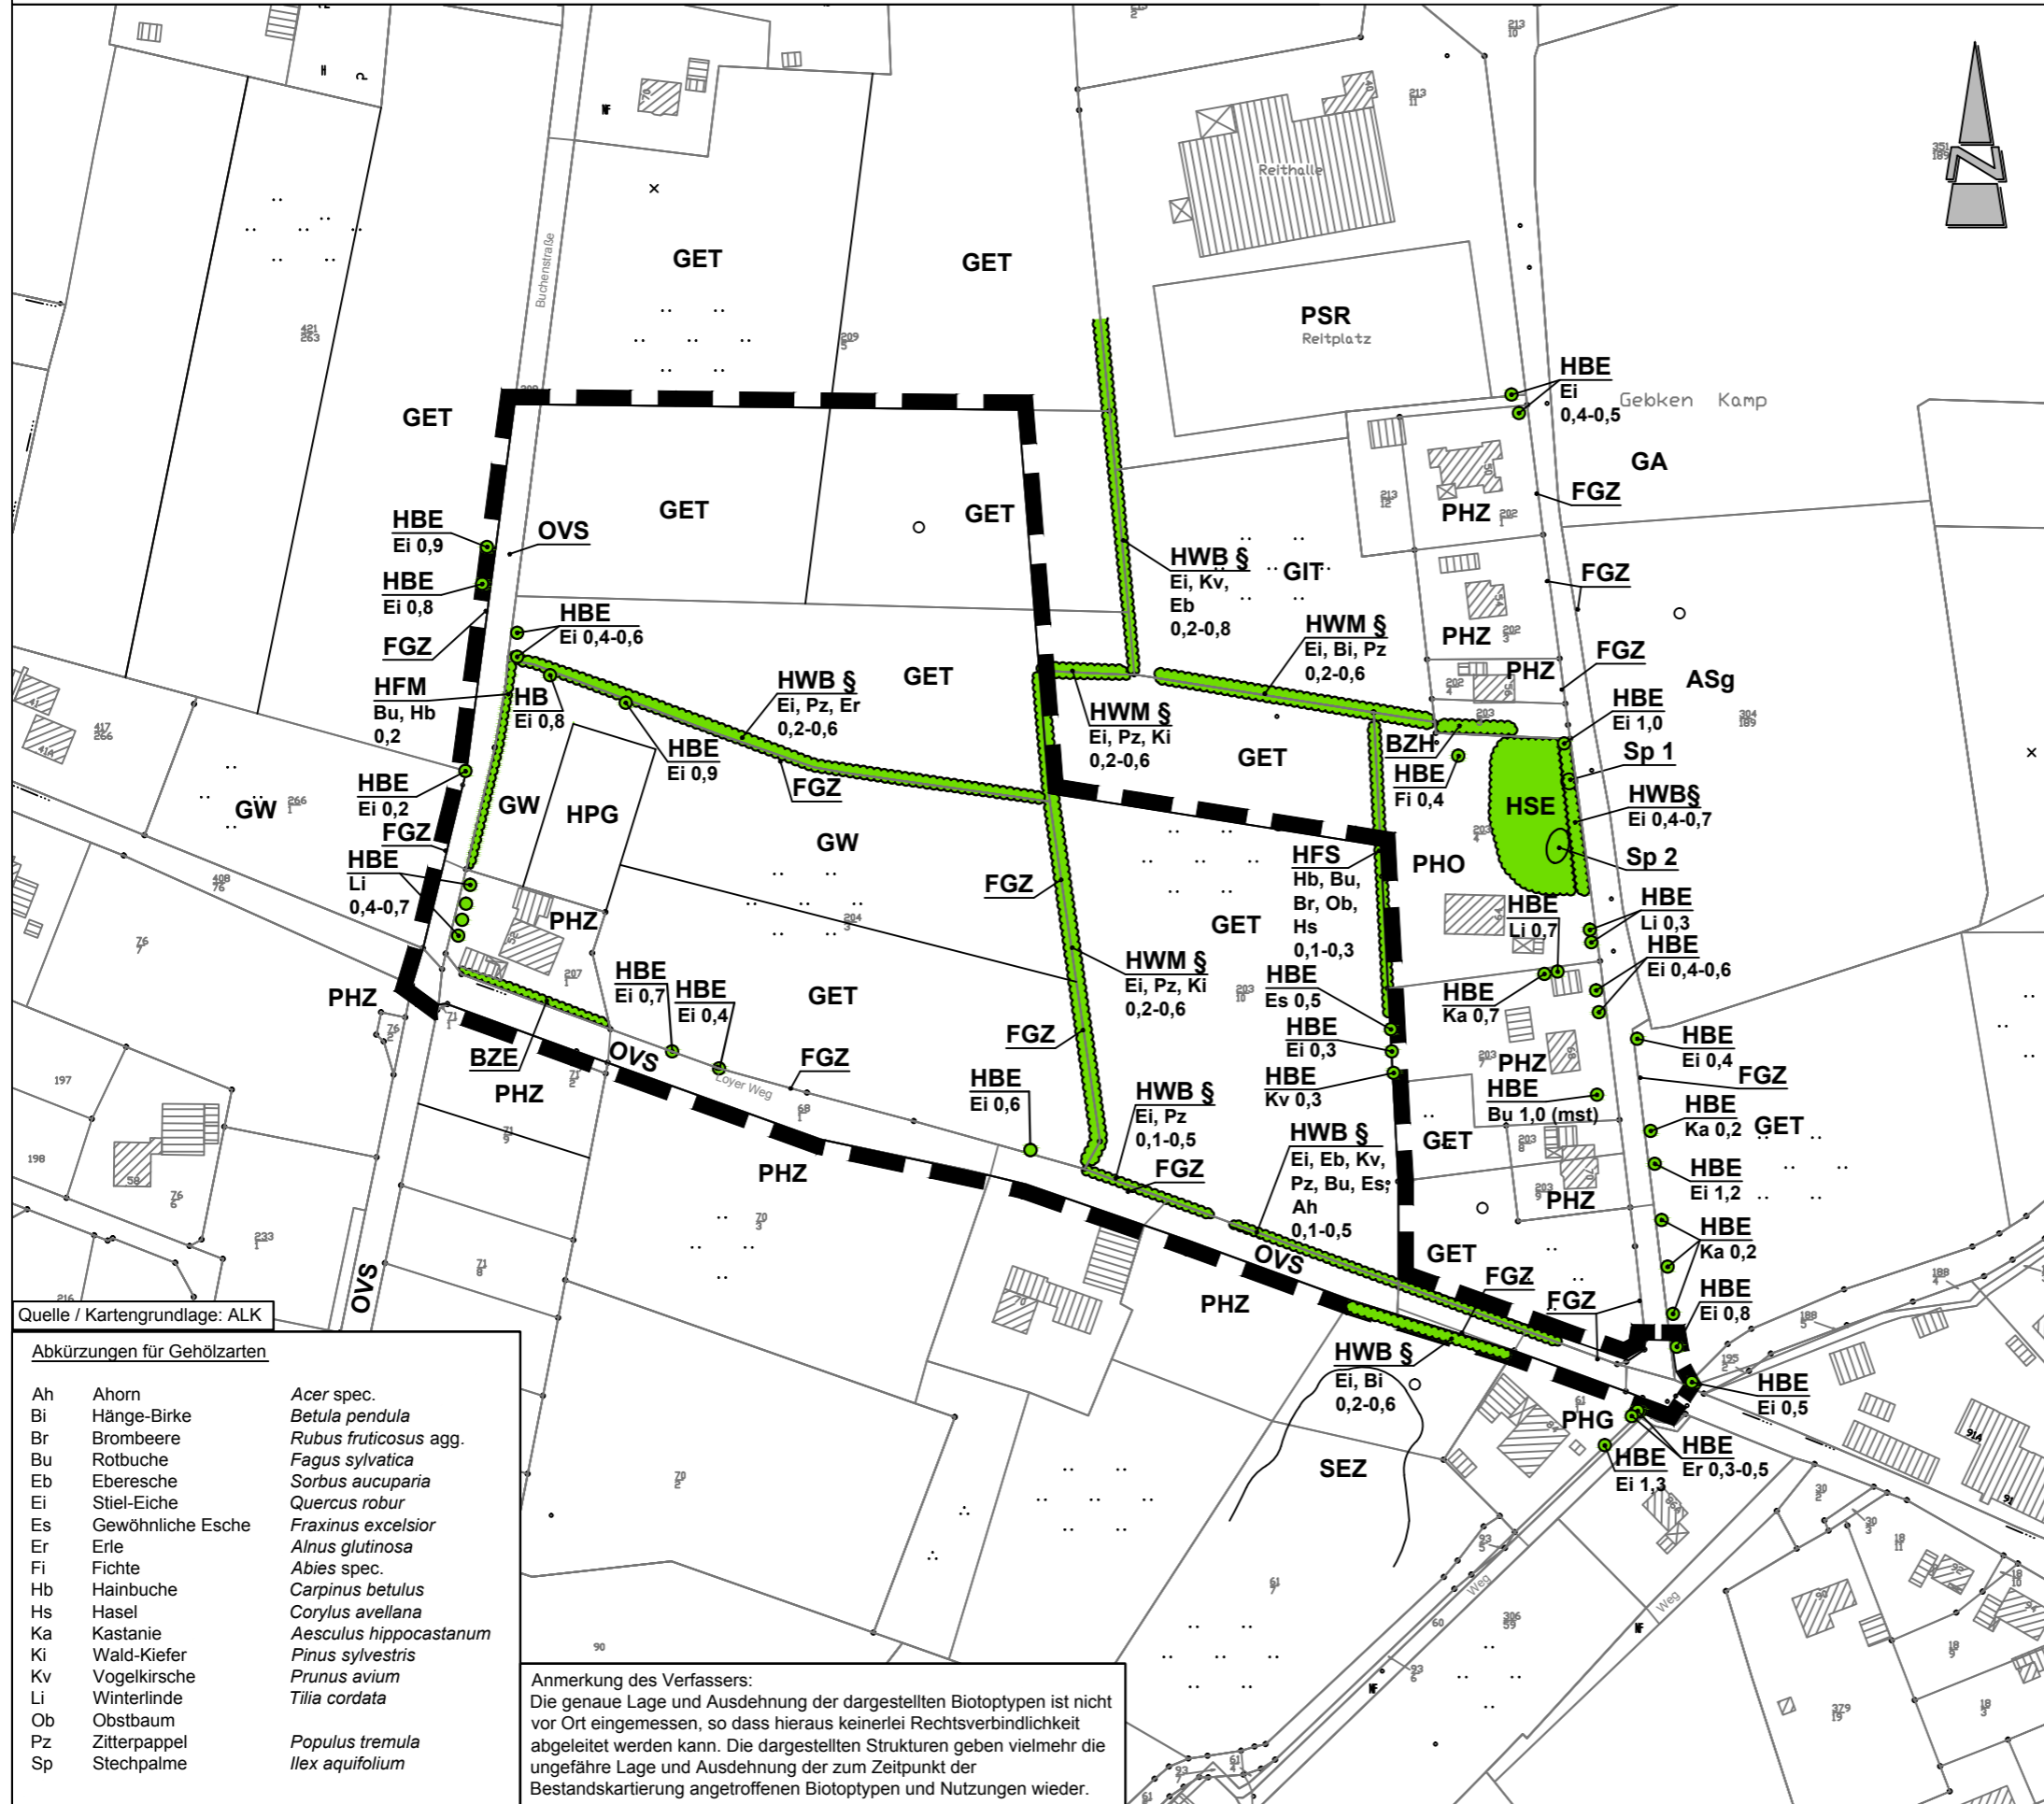 Buchenstraße
Reithalle
GET
GET
PSR
Reitplatz
HBE
Ei
0,4-0,5
Gebken Kamp
GET
GA
FGZ
GET
GET
PHZ
HBE
Ei 0,9
OVS
HBE
Ei 0,8
HWB §
Ei, Kv,
Eb
0,2-0,8
GIT
FGZ
HBE
Ei 0,4-0,6
FGZ
HWM §
Ei, Bi, Pz
0,2-0,6
PHZ
FGZ
PHZ
ASg
HFM
Bu, Hb
0,2
HB
Ei 0,8
HWB §
Ei, Pz, Er
0,2-0,6
GET
HWM §
Ei, Pz, Ki
0,2-0,6
HBE
Ei 1,0
HBE
Ei 0,9
GET
BZH
HBE
Fi 0,4
Sp 1
HBE
Ei 0,2
FGZ
HWB§
Ei 0,4-0,7
HSE
GW
GW
HPG
FGZ
GW
HFS
Hb, Bu,
Br, Ob,
Hs
0,1-0,3
PHO
Sp 2
HBE
Li
0,4-0,7
FGZ
PHZ
GET
HBE
Li 0,7
HBE
Li 0,3
HBE
Ei 0,4-0,6
HWM §
Ei, Pz, Ki
0,2-0,6
HBE
Ei 0,7
HBE
Ei 0,4
GET
HBE
Es 0,5
HBE
Ka 0,7
PHZ
FGZ
HBE
Ei 0,3
HBE
Ei 0,4
BZE
OVS
Loyer Weg
FGZ
PHZ
HBE
Kv 0,3
PHZ
FGZ
HBE
Bu 1,0 (mst)
HBE
Ei 0,6
HWB §
Ei, Pz
0,1-0,5
HBE
Ka 0,2
GET
GET
PHZ
FGZ
HWB §
Ei, Eb, Kv,
Pz, Bu, Es,
Ah
0,1-0,5
HBE
Ei 1,2
PHZ
HBE
Ka 0,2
OVS
GET
FGZ
OVS
PHZ
FGZ
HBE
Ei 0,8
HWB §
Ei, Bi
0,2-0,6
HBE
Ei 0,5
PHG
HBE
Er 0,3-0,5
HBE
Ei 1,3
SEZ
Weg
Weg
Quelle / Kartengrundlage: ALK
Abkürzungen für Gehölzarten
Ah Ahorn Acer spec.
Bi Hänge-Birke Betula pendula
Br Brombeere Rubus fruticosus agg.
Bu Rotbuche Fagus sylvatica
Eb Eberesche Sorbus aucuparia
Ei Stiel-Eiche Quercus robur
Es Gewöhnliche Esche Fraxinus excelsior
Er Erle Alnus glutinosa
Fi Fichte Abies spec.
Hb Hainbuche Carpinus betulus
Hs Hasel Corylus avellana
Ka Kastanie Aesculus hippocastanum
Ki Wald-Kiefer Pinus sylvestris
Kv Vogelkirsche Prunus avium
Li Winterlinde Tilia cordata
Ob Obstbaum
Pz Zitterpappel Populus tremula
Sp Stechpalme Ilex aquifolium
Anmerkung des Verfassers:
Die genaue Lage und Ausdehnung der dargestellten Biotoptypen ist nicht
vor Ort eingemessen, so dass hieraus keinerlei Rechtsverbindlichkeit
abgeleitet werden kann. Die dargestellten Strukturen geben vielmehr die
ungefähre Lage und Ausdehnung der zum Zeitpunkt der
Bestandskartierung angetroffenen Biotoptypen und Nutzungen wieder.